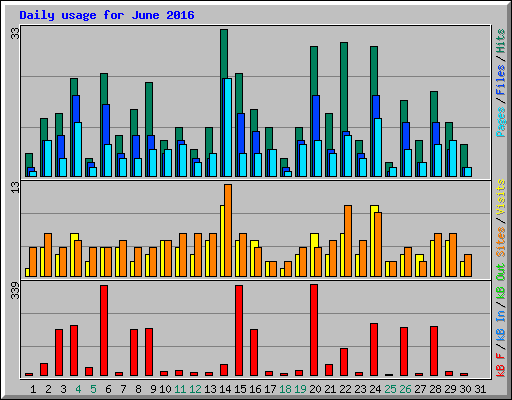 Daily usage for June 2016
33
Pages / Files / Hits
13
Sites / Visits
339
kB F / kB In / kB Out
1 2 3 4 5 6 7 8 9 10 11 12 13 14 15 16 17 18 19 20 21 22 23 24 25 26 27 28 29 30 31